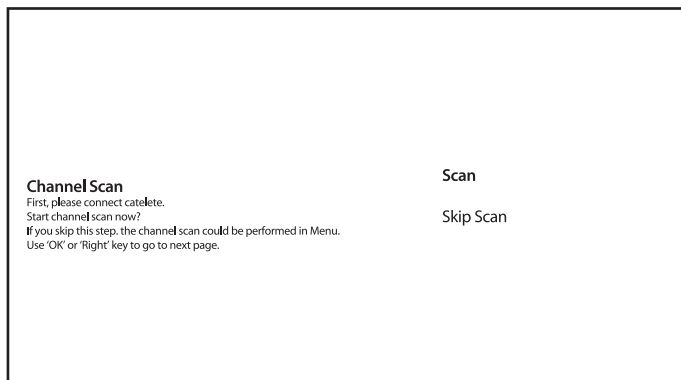 Channel Scan
First, please connect catelete.
Start channel scan now?
If you skip this step. the channel scan could be performed in Menu.
Use ‘OK’ or ‘Right’ key to go to next page.
Scan
Skip Scan